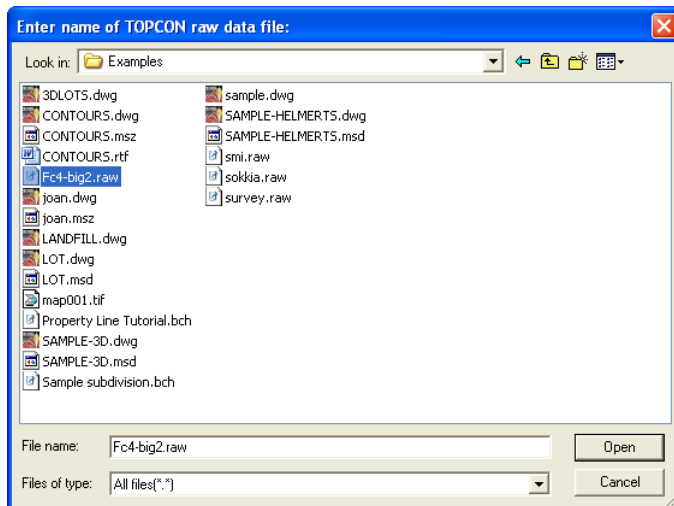 Enter name of TOPCON raw data file:
Look in: Examples
3DLOTS.dwg
CONTOURS.dwg
CONTOURS.msz
CONTOURS.rtf
Fc4-big2.raw
joan.dwg
joan.msz
LANDFILL.dwg
LOT.dwg
LOT.msd
map001.tif
Property Line Tutorial.bch
SAMPLE-3D.dwg
SAMPLE-3D.msd
Sample subdivision.bch
sample.dwg
SAMPLE-HELMERTS.dwg
SAMPLE-HELMERTS.msd
smi.raw
sokkia.raw
survey.raw
File name: Fc4-big2.raw Open
Files of type: All files(*.*) Cancel